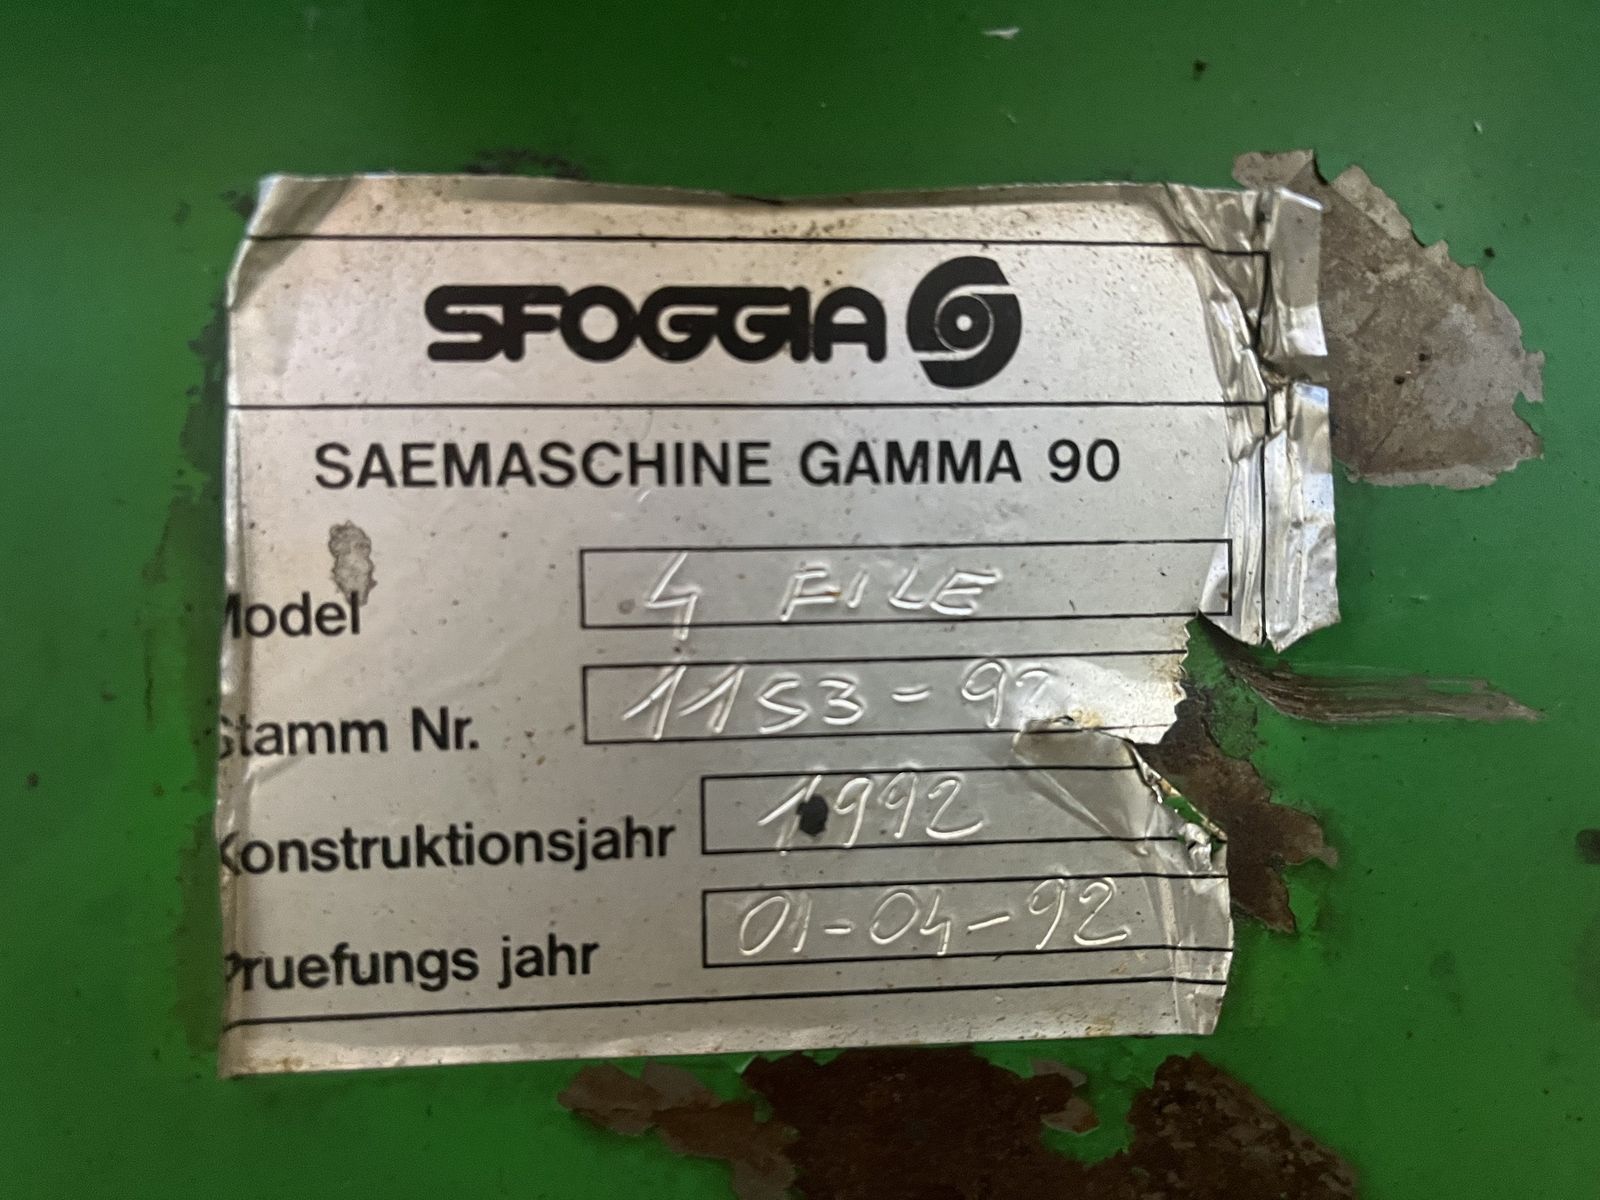 SFOGGIA
SAEMASCHINE GAMMA 90
Model 4 FILE
Stamm Nr. 1153-92
Konstruktionsjahr 1992
Pruefungs jahr 01-04-92